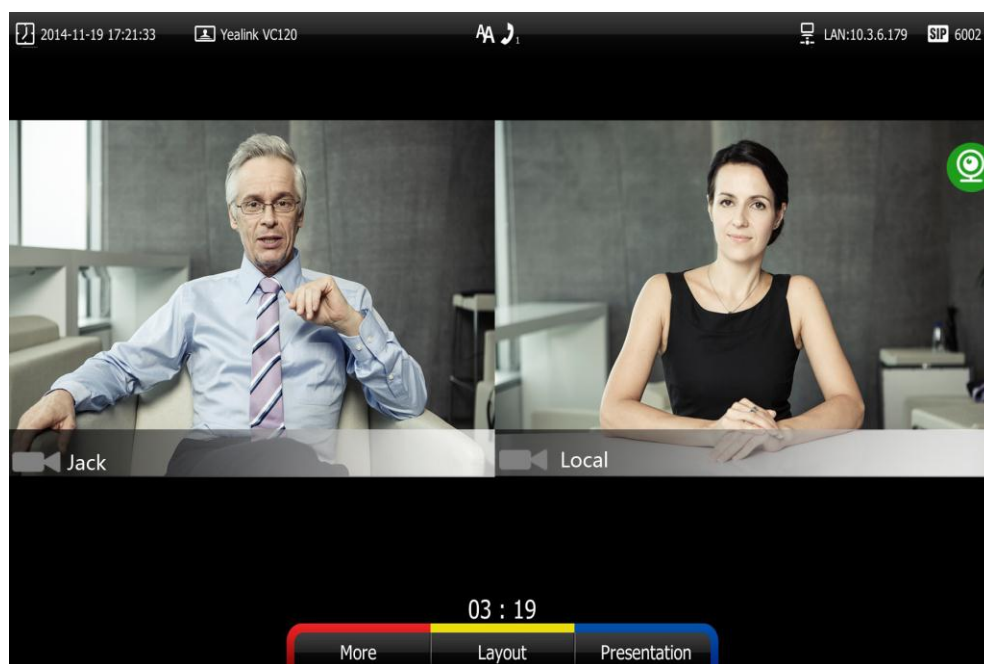 2014-11-19 17:21:33 Yealink VC120 AA 1 LAN:10.3.6.179 SIP 6002
Jack
Local
03 : 19
More Layout Presentation